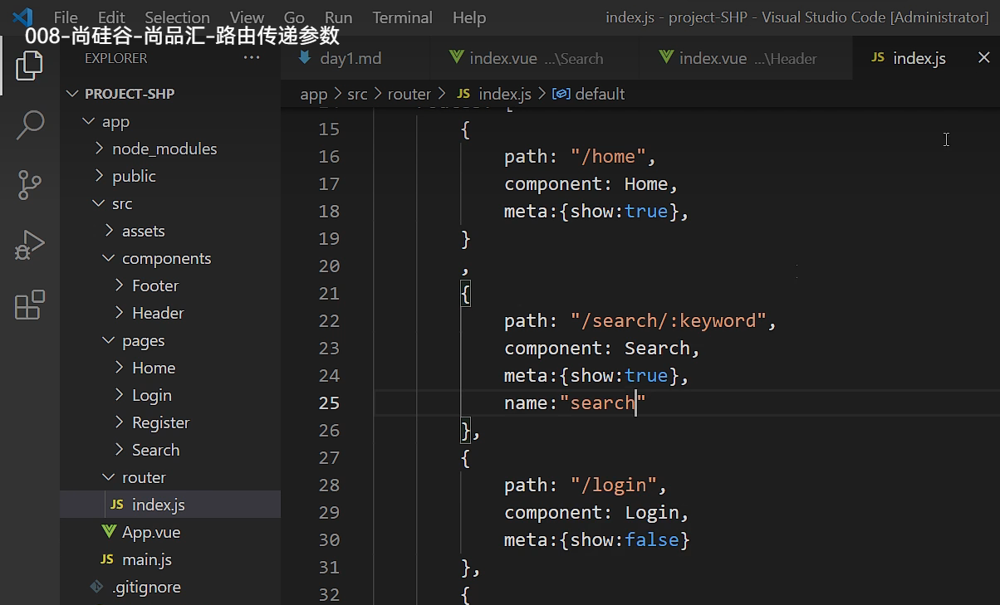 File Edit Selection View Go Run Terminal Help index.js - project-SHP - Visual Studio Code [Administrator]
008-尚硅谷-尚品汇-路由传递参数
EXPLORER ···
day1.md index.vue ...\Search index.vue ...\Header JS index.js
PROJECT-SHP
app > src > router > JS index.js > default
app
node_modules
public
src
assets
components
Footer
Header
pages
Home
Login
Register
Search
router
JS index.js
App.vue
JS main.js
.gitignore
15 {
16 path: "/home",
17 component: Home,
18 meta:{show:true},
19 }
20 ,
21 {
22 path: "/search/:keyword",
23 component: Search,
24 meta:{show:true},
25 name:"search"
26 },
27 {
28 path: "/login",
29 component: Login,
30 meta:{show:false}
31 },
32 {